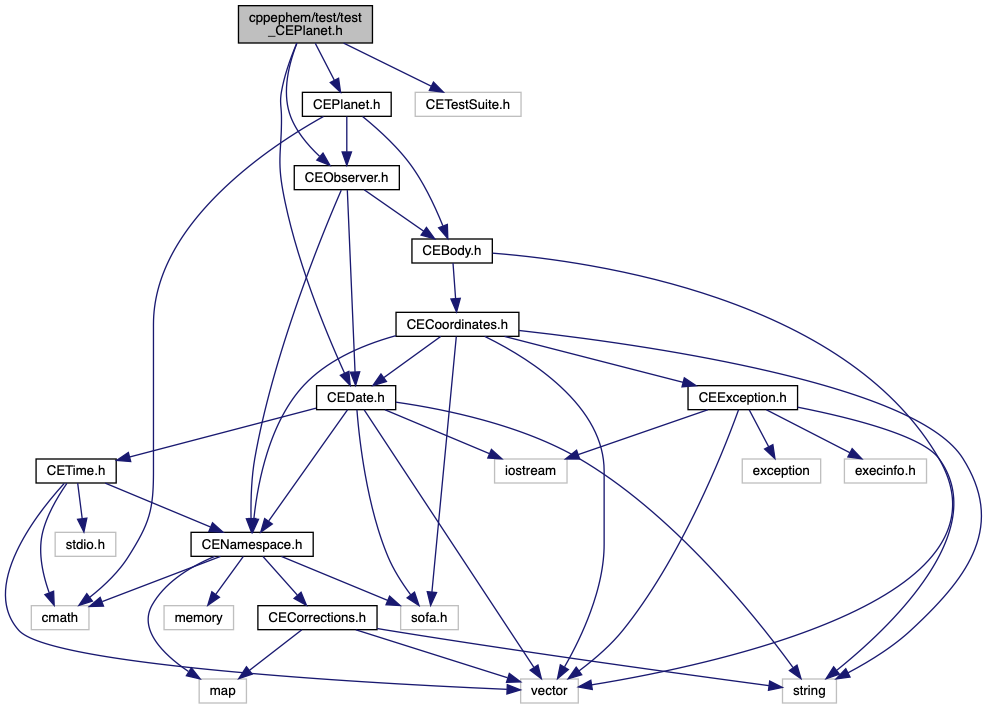 cppephem/test/test
_CEPlanet.h
CEPlanet.h
CETestSuite.h
CEObserver.h
CEBody.h
CECoordinates.h
CEDate.h
CEException.h
CETime.h
iostream
exception
execinfo.h
stdio.h
CENamespace.h
cmath
memory
CECorrections.h
sofa.h
map
vector
string